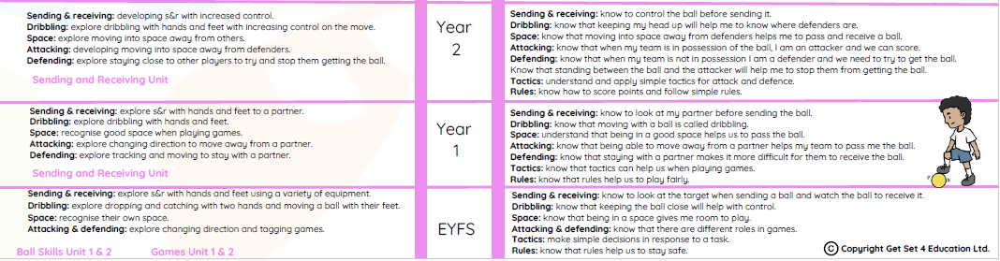 Sending & receiving: developing s&r with increased control.
Dribbling: explore dribbling with hands and feet with increasing control on the move.
Space: explore moving into space away from others.
Attacking: developing moving into space away from defenders.
Defending: explore staying close to other players to try and stop them getting the ball.
Sending and Receiving Unit
Year
2
Sending & receiving: know to control the ball before sending it.
Dribbling: know that keeping my head up will help me to know where defenders are.
Space: know that moving into space away from defenders helps me to pass and receive a ball.
Attacking: know that when my team is in possession of the ball, I am an attacker and we can score.
Defending: know that when my team is not in possession I am a defender and we need to try to get the ball.
Know that standing between the ball and the attacker will help me to stop them from getting the ball.
Tactics: understand and apply simple tactics for attack and defence.
Rules: know how to score points and follow simple rules.
Sending & receiving: explore s&r with hands and feet to a partner.
Dribbling: explore dribbling with hands and feet.
Space: recognise good space when playing games.
Attacking: explore changing direction to move away from a partner.
Defending: explore tracking and moving to stay with a partner.
Sending and Receiving Unit
Year
1
Sending & receiving: know to look at my partner before sending the ball.
Dribbling: know that moving with a ball is called dribbling.
Space: understand that being in a good space helps us to pass the ball.
Attacking: know that being able to move away from a partner helps my team to pass me the ball.
Defending: know that staying with a partner makes it more difficult for them to receive the ball.
Tactics: know that tactics can help us when playing games.
Rules: know that rules help us to play fairly.
Sending & receiving: explore s&r with hands and feet using a variety of equipment.
Dribbling: explore dropping and catching with two hands and moving a ball with their feet.
Space: recognise their own space.
Attacking & defending: explore changing direction and tagging games.
Ball Skills Unit 1 & 2 Games Unit 1 & 2
EYFS
Sending & receiving: know to look at the target when sending a ball and watch the ball to receive it.
Dribbling: know that keeping the ball close will help with control.
Space: know that being in a space gives me room to play.
Attacking & defending: know that there are different roles in games.
Tactics: make simple decisions in response to a task.
Rules: know that rules help us to stay safe.
© Copyright Get Set 4 Education Ltd.